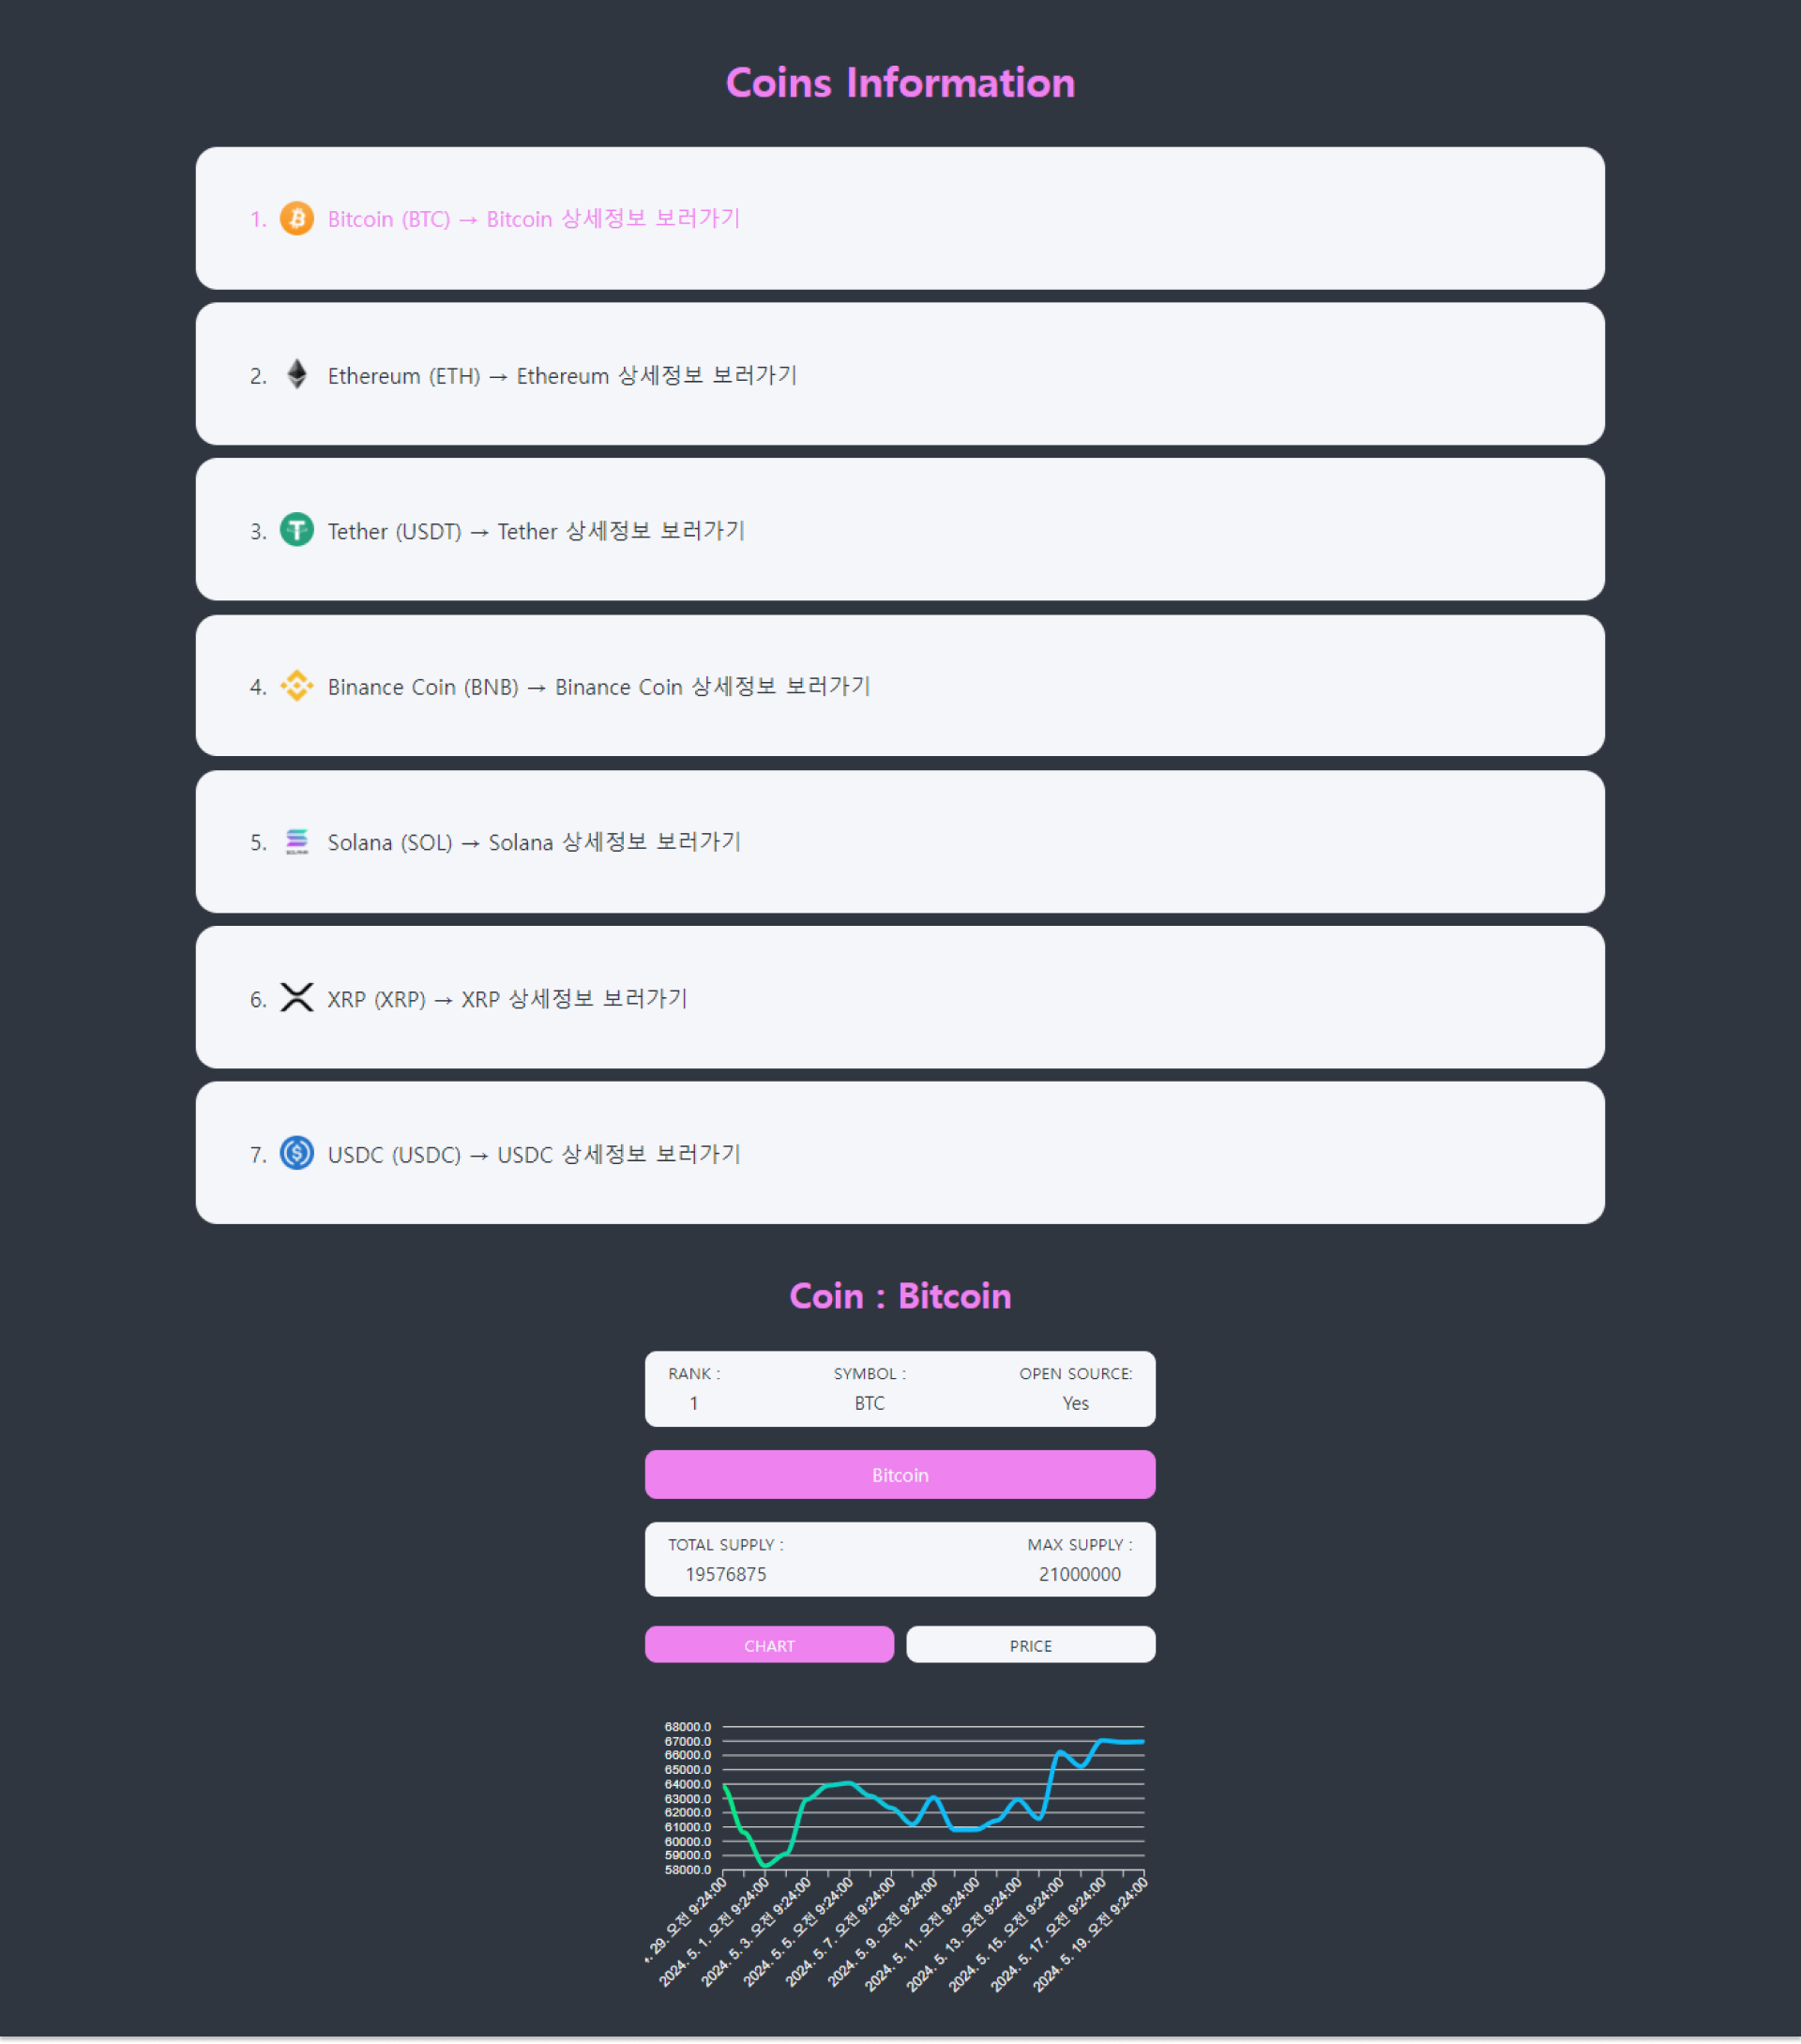 Coins Information
1. Bitcoin (BTC) → Bitcoin 상세정보 보러가기
2. Ethereum (ETH) → Ethereum 상세정보 보러가기
3. Tether (USDT) → Tether 상세정보 보러가기
4. Binance Coin (BNB) → Binance Coin 상세정보 보러가기
5. Solana (SOL) → Solana 상세정보 보러가기
6. XRP (XRP) → XRP 상세정보 보러가기
7. USDC (USDC) → USDC 상세정보 보러가기
Coin : Bitcoin
RANK : SYMBOL : OPEN SOURCE:
1 BTC Yes
Bitcoin
TOTAL SUPPLY : MAX SUPPLY :
19576875 21000000
CHART PRICE
68000.0
67000.0
66000.0
65000.0
64000.0
63000.0
62000.0
61000.0
60000.0
59000.0
58000.0
29. 오전 9:24:00
2024. 5. 1. 오전 9:24:00
2024. 5. 3. 오전 9:24:00
2024. 5. 5. 오전 9:24:00
2024. 5. 7. 오전 9:24:00
2024. 5. 9. 오전 9:24:00
2024. 5. 11. 오전 9:24:00
2024. 5. 13. 오전 9:24:00
2024. 5. 15. 오전 9:24:00
2024. 5. 17. 오전 9:24:00
2024. 5. 19. 오전 9:24:00